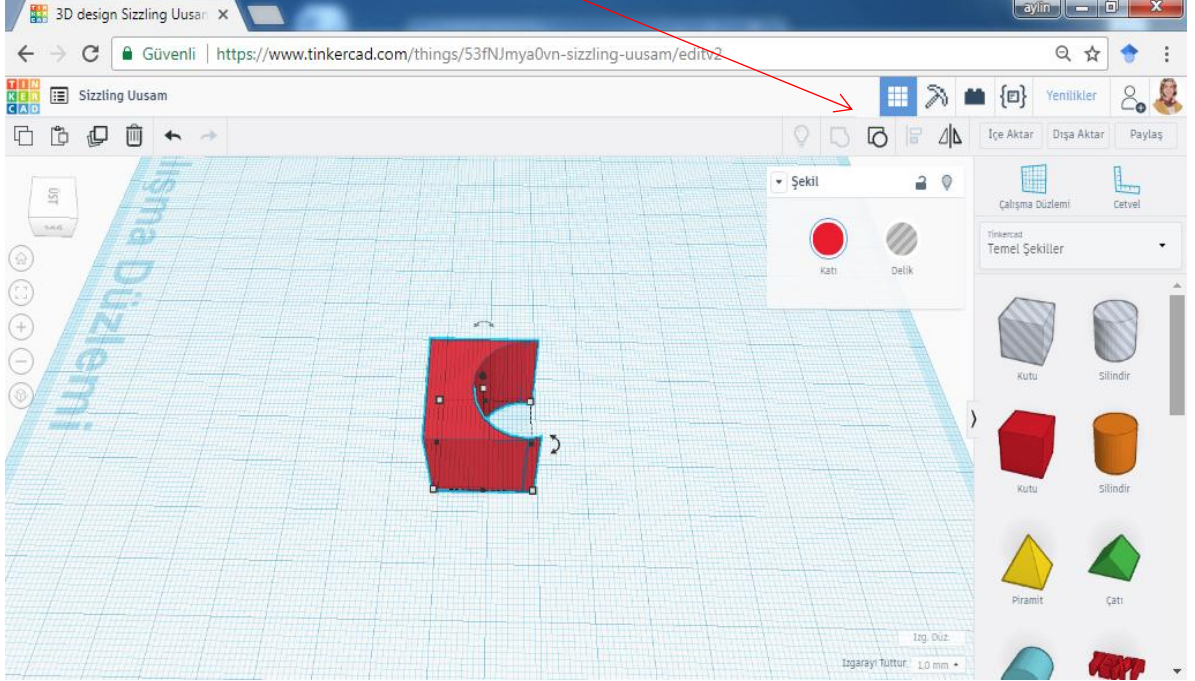 3D design Sizzling Uusar
aylin
Güvenli | https://www.tinkercad.com/things/53fNJmya0vn-sizzling-uusam/editv2
TIN
KER
CAD
Sizzling Uusam
Yenilikler
İçe Aktar
Dışa Aktar
Paylaş
ÜST
Çalışma Düzlemi
Şekil
Katı
Delik
Çalışma Düzlemi
Cetvel
Tinkercad
Temel Şekiller
Kutu
Silindir
Kutu
Silindir
Piramit
Çatı
TEXT
Izg. Düz.
Izgarayı Tuttur 1,0 mm